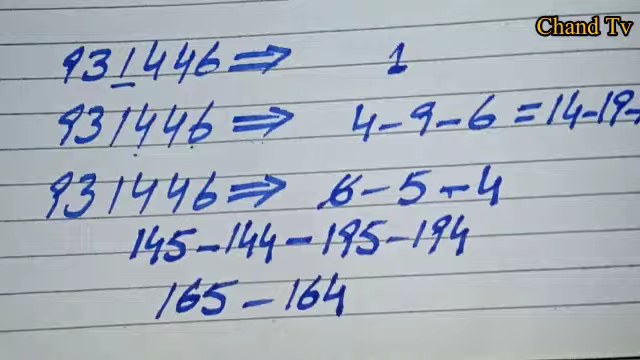 Chand Tv
931446 ⇒ 1
931446 ⇒ 4-9-6 = 14-19-
931446 ⇒ 6-5-4
145-144-195-194
165-164